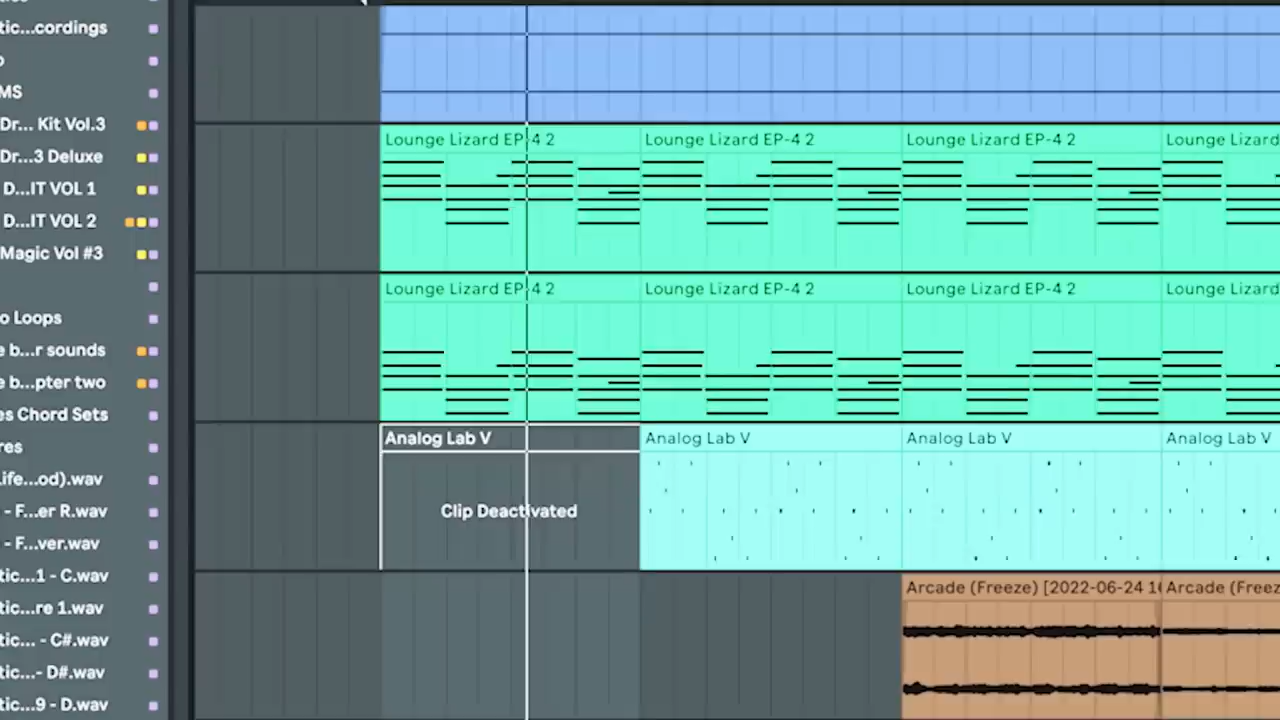 tic...cordings
MS
Dr... Kit Vol.3
Dr...3 Deluxe
D...IT VOL 1
D...IT VOL 2
Magic Vol #3
o Loops
e b...r sounds
e b...pter two
es Chord Sets
res
ife...od).wav
- F...er R.wav
- F...ver.wav
tic...1 - C.wav
tic...re 1.wav
tic... - C#.wav
tic...- D#.wav
...9 - D.wav
Lounge Lizard EP-4 2
Lounge Lizard EP-4 2
Lounge Lizard EP-4 2
Lounge Lizard
Lounge Lizard EP-4 2
Lounge Lizard EP-4 2
Lounge Lizard EP-4 2
Lounge Lizard
Analog Lab V
Analog Lab V
Analog Lab V
Analog Lab V
Clip Deactivated
Arcade (Freeze) [2022-06-24 1
Arcade (Freez